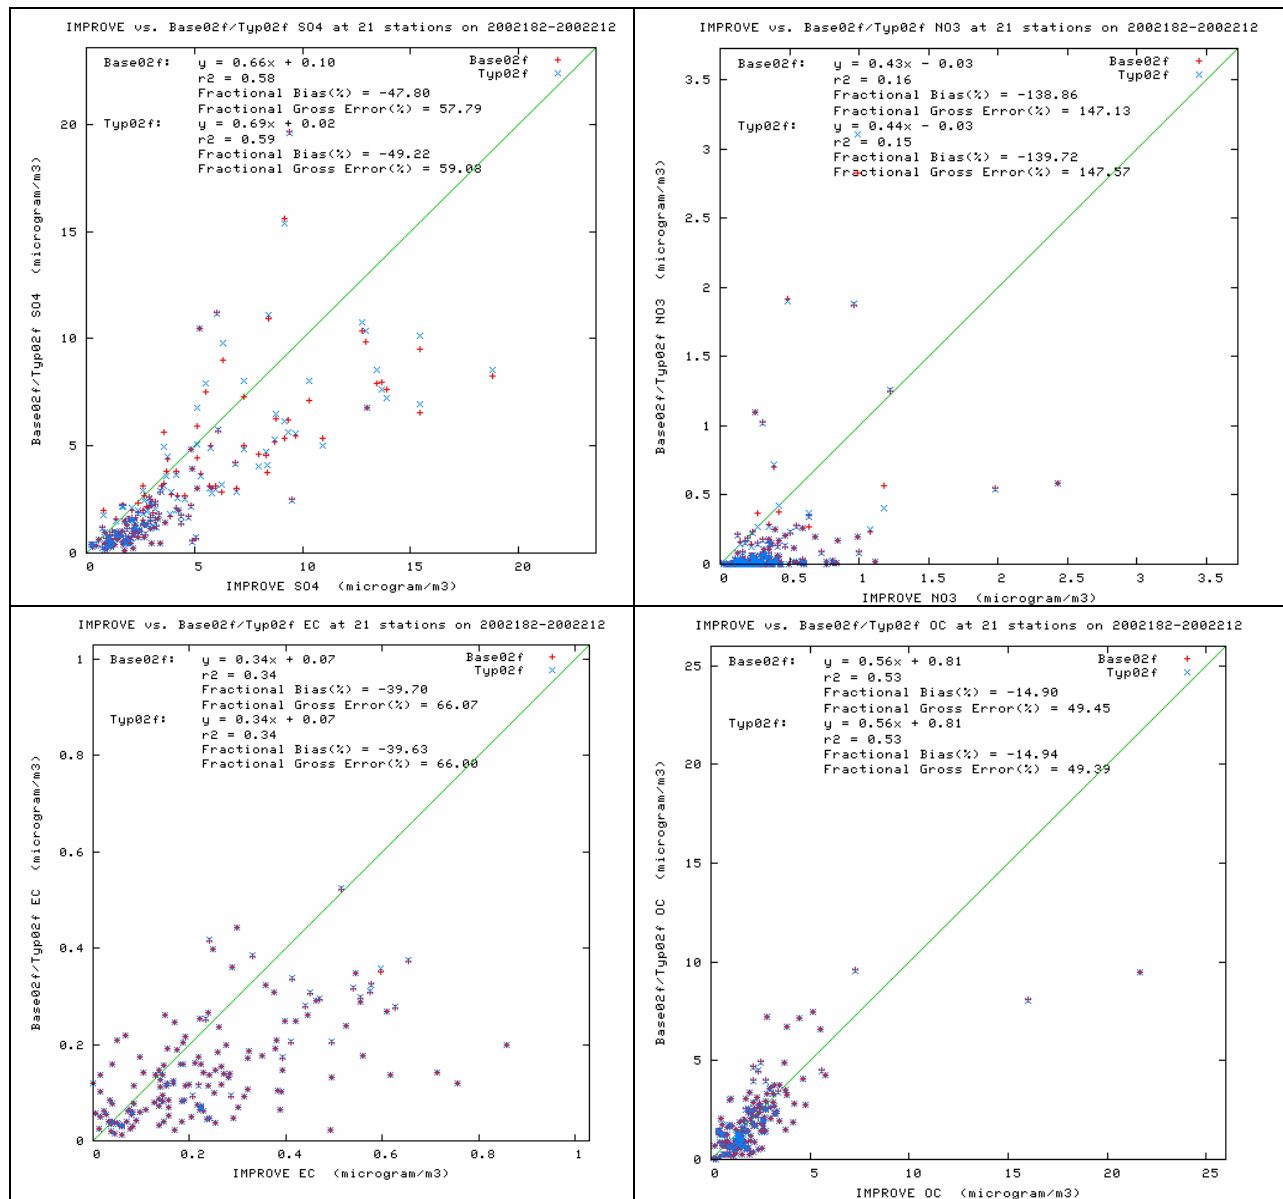 IMPROVE vs. Base02f/Typ02f SO4 at 21 stations on 2002182-2002212
Base02f: y = 0.66x + 0.10
r2 = 0.58
Fractional Bias(%) = -47.80
Fractional Gross Error(%) = 57.79
Typ02f: y = 0.69x + 0.02
r2 = 0.59
Fractional Bias(%) = -49.22
Fractional Gross Error(%) = 59.08
Base02f
Typ02f
Base02f/Typ02f SO4 (microgram/m3)
20
15
10
5
0
0 5 10 15 20
IMPROVE SO4 (microgram/m3)
IMPROVE vs. Base02f/Typ02f NO3 at 21 stations on 2002182-2002212
Base02f: y = 0.43x - 0.03
r2 = 0.16
Fractional Bias(%) = -138.86
Fractional Gross Error(%) = 147.13
Typ02f: y = 0.44x - 0.03
r2 = 0.15
Fractional Bias(%) = -139.72
Fractional Gross Error(%) = 147.57
Base02f
Typ02f
Base02f/Typ02f NO3 (microgram/m3)
3.5
3
2.5
2
1.5
1
0.5
0
0 0.5 1 1.5 2 2.5 3 3.5
IMPROVE NO3 (microgram/m3)
IMPROVE vs. Base02f/Typ02f EC at 21 stations on 2002182-2002212
Base02f: y = 0.34x + 0.07
r2 = 0.34
Fractional Bias(%) = -39.70
Fractional Gross Error(%) = 66.07
Typ02f: y = 0.34x + 0.07
r2 = 0.34
Fractional Bias(%) = -39.63
Fractional Gross Error(%) = 66.00
Base02f
Typ02f
Base02f/Typ02f EC (microgram/m3)
1
0.8
0.6
0.4
0.2
0
0 0.2 0.4 0.6 0.8 1
IMPROVE EC (microgram/m3)
IMPROVE vs. Base02f/Typ02f OC at 21 stations on 2002182-2002212
Base02f: y = 0.56x + 0.81
r2 = 0.53
Fractional Bias(%) = -14.90
Fractional Gross Error(%) = 49.45
Typ02f: y = 0.56x + 0.81
r2 = 0.53
Fractional Bias(%) = -14.94
Fractional Gross Error(%) = 49.39
Base02f
Typ02f
Base02f/Typ02f OC (microgram/m3)
25
20
15
10
5
0
0 5 10 15 20 25
IMPROVE OC (microgram/m3)